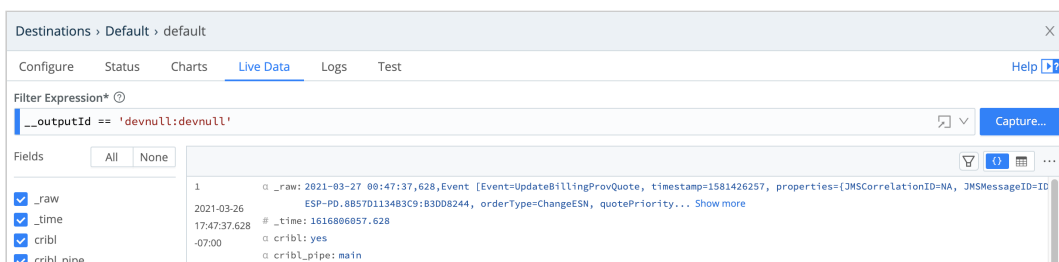 Destinations › Default › default
Configure Status Charts Live Data Logs Test Help
Filter Expression*
__outputId == 'devnull:devnull' Capture...
Fields All None
_raw
_time
cribl
cribl_pipe
1
2021-03-26
17:47:37.628
-07:00
α _raw: 2021-03-27 00:47:37,628,Event [Event=UpdateBillingProvQuote, timestamp=1581426257, properties={JMSCorrelationID=NA, JMSMessageID=ID
ESP-PD.8B57D1134B3C9:B3DD8244, orderType=ChangeESN, quotePriority... Show more
# _time: 1616806057.628
α cribl: yes
α cribl_pipe: main